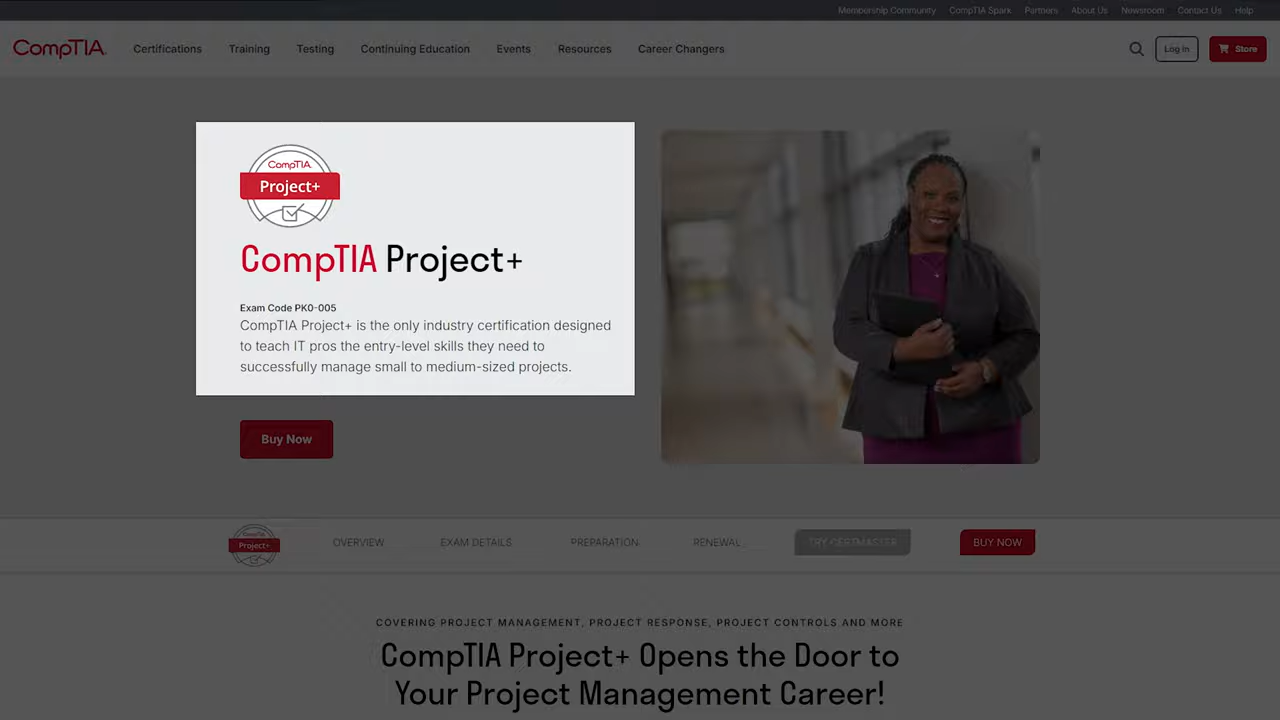 Membership Community CompTIA Spark Partners About Us Newsroom Contact Us Help
CompTIA. Certifications Training Testing Continuing Education Events Resources Career Changers Log in Store
CompTIA.
Project+
CompTIA Project+
Exam Code PK0-005
CompTIA Project+ is the only industry certification designed
to teach IT pros the entry-level skills they need to
successfully manage small to medium-sized projects.
Buy Now
CompTIA.
Project+ OVERVIEW EXAM DETAILS PREPARATION RENEWAL TRY CERTMASTER BUY NOW
COVERING PROJECT MANAGEMENT, PROJECT RESPONSE, PROJECT CONTROLS AND MORE
CompTIA Project+ Opens the Door to
Your Project Management Career!